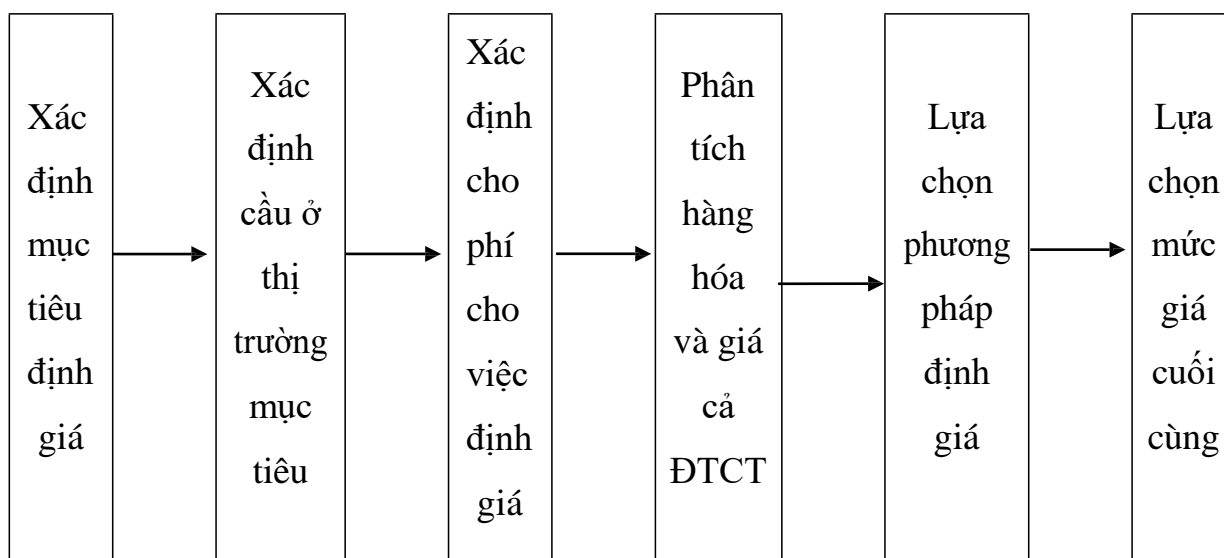 Xác
định
mục
tiêu
định
giá
Xác
định
cầu ở
thị
trường
mục
tiêu
Xác
định
cho
phí
cho
việc
định
giá
Phân
tích
hàng
hóa
và giá
cả
ĐTCT
Lựa
chọn
phương
pháp
định
giá
Lựa
chọn
mức
giá
cuối
cùng